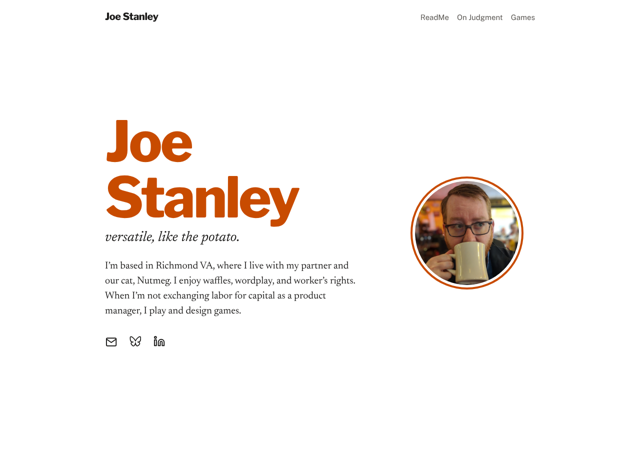 Joe Stanley
ReadMe On Judgment Games
Joe
Stanley
versatile, like the potato.
I'm based in Richmond VA, where I live with my partner and
our cat, Nutmeg. I enjoy waffles, wordplay, and worker's rights.
When I'm not exchanging labor for capital as a product
manager, I play and design games.